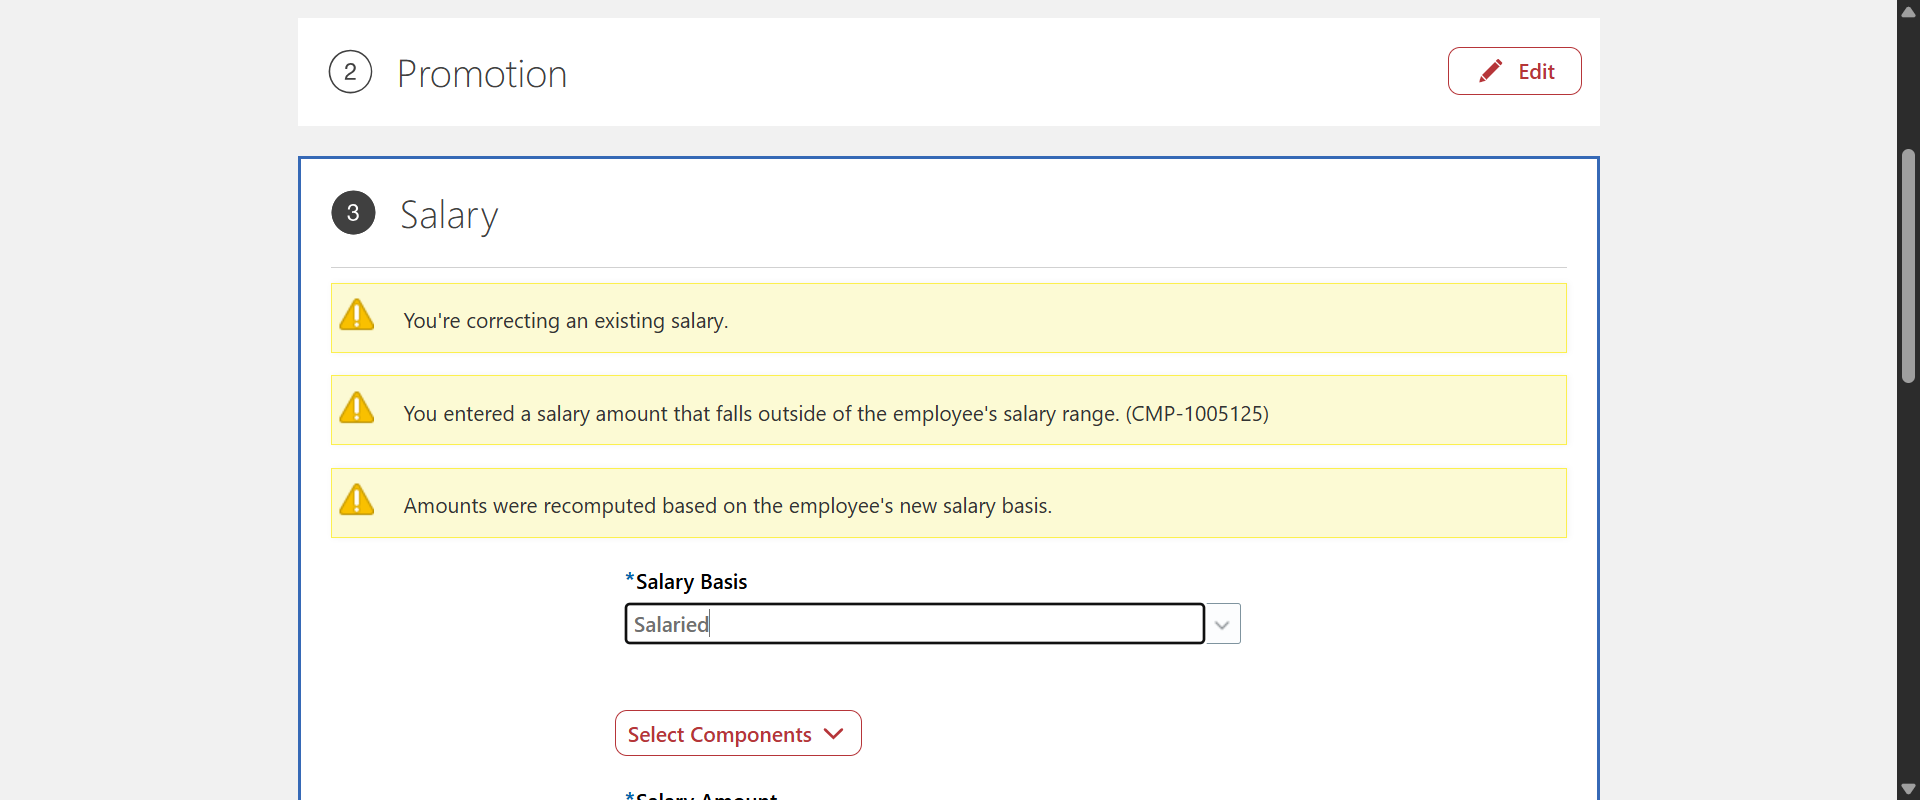 2
Promotion
Edit
3
Salary
You're correcting an existing salary.
You entered a salary amount that falls outside of the employee's salary range. (CMP-1005125)
Amounts were recomputed based on the employee's new salary basis.
*Salary Basis
Salaried
Select Components
*Salary Amount